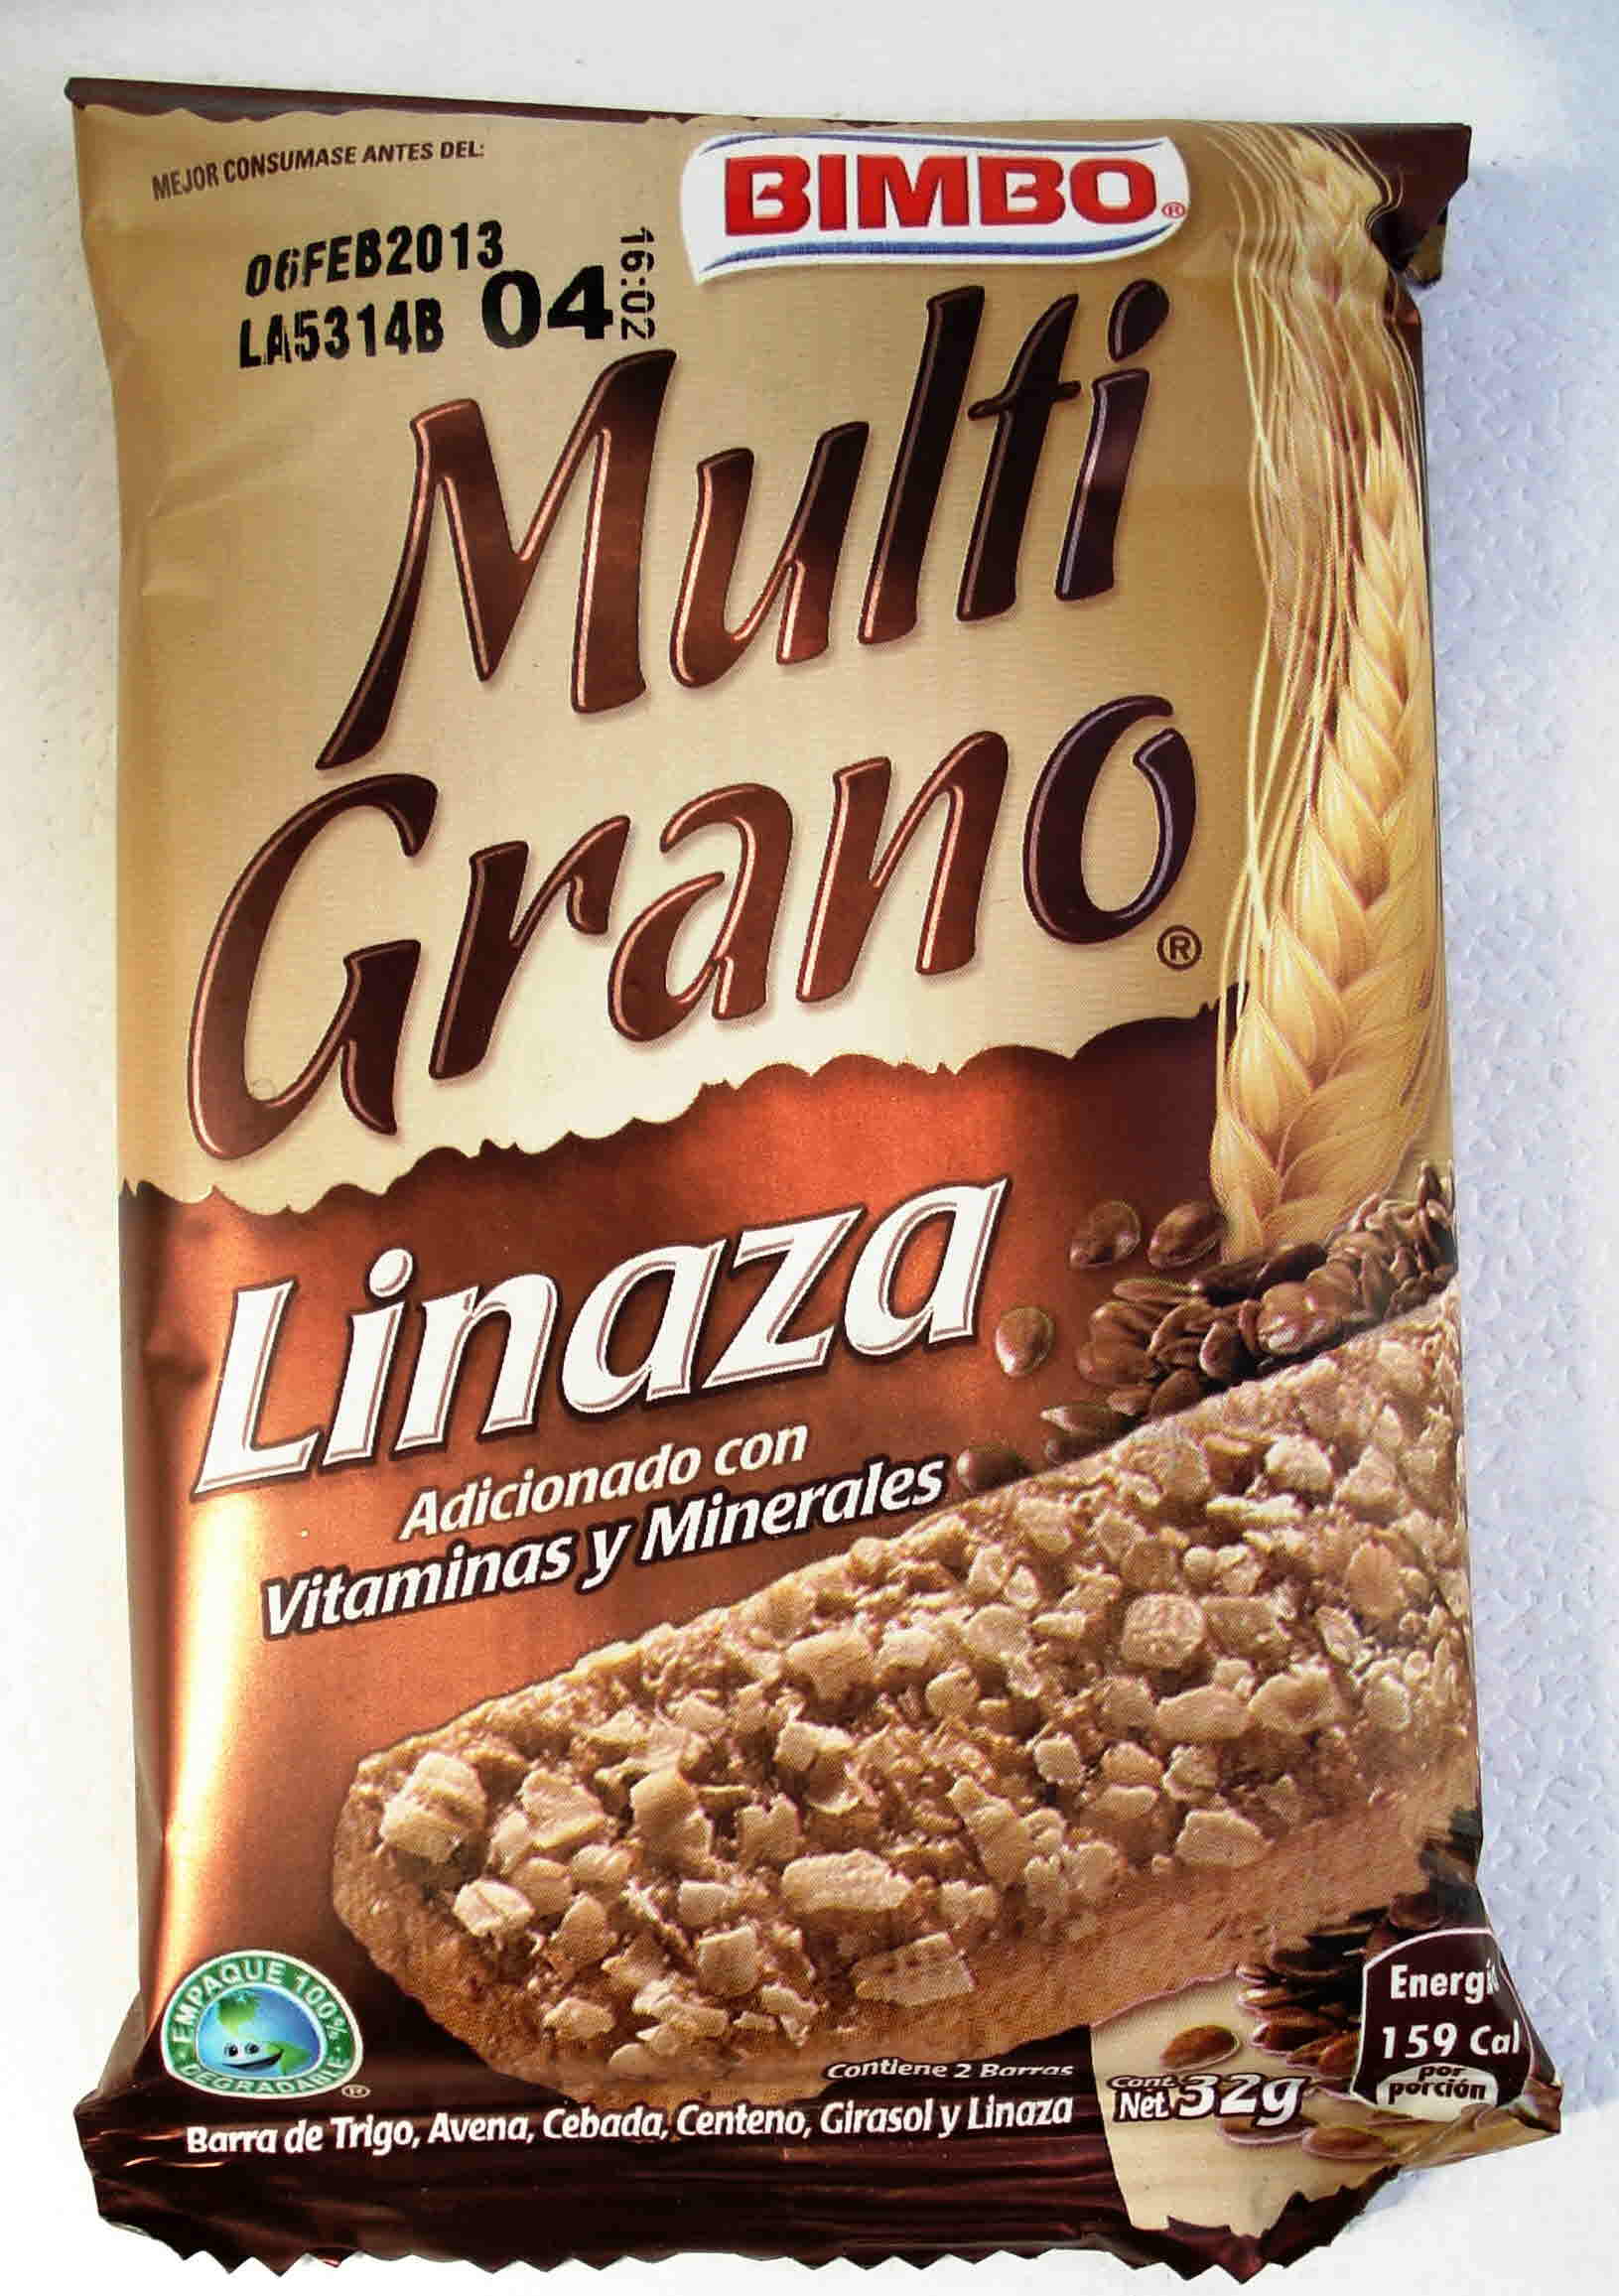 MEJOR CONSUMASE ANTES DEL:
06FEB2013
LA5314B 04 16:02
BIMBO®
Multi
Grano®
Linaza
Adicionado con
Vitaminas y Minerales
EMPAQUE 100%
DEGRADABLE ®
Contiene 2 Barras
Barra de Trigo, Avena, Cebada, Centeno, Girasol y Linaza
Cont.
Net. 32g
Energía
159 Cal
por
porción